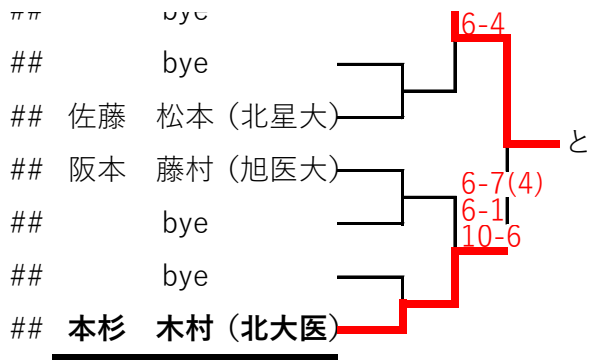 ## bye
6-4
## bye
## 佐藤 松本（北星大）
と
## 阪本 藤村（旭医大）
6-7(4)
6-1
## bye
10-6
## bye
## 本杉 木村（北大医）